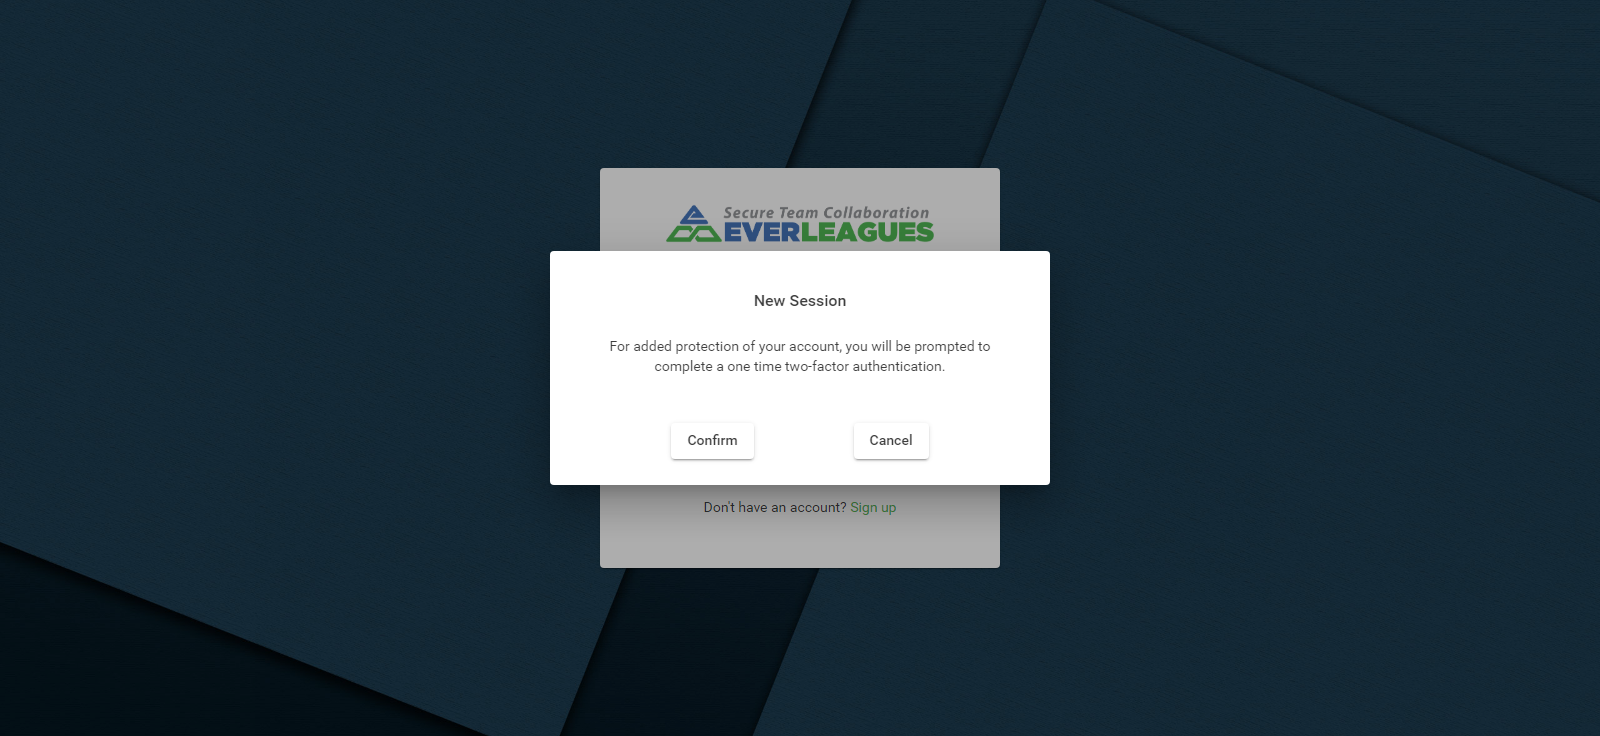 Secure Team Collaboration
EVERLEAGUES
New Session
For added protection of your account, you will be prompted to
complete a one time two-factor authentication.
Confirm Cancel
Don't have an account? Sign up